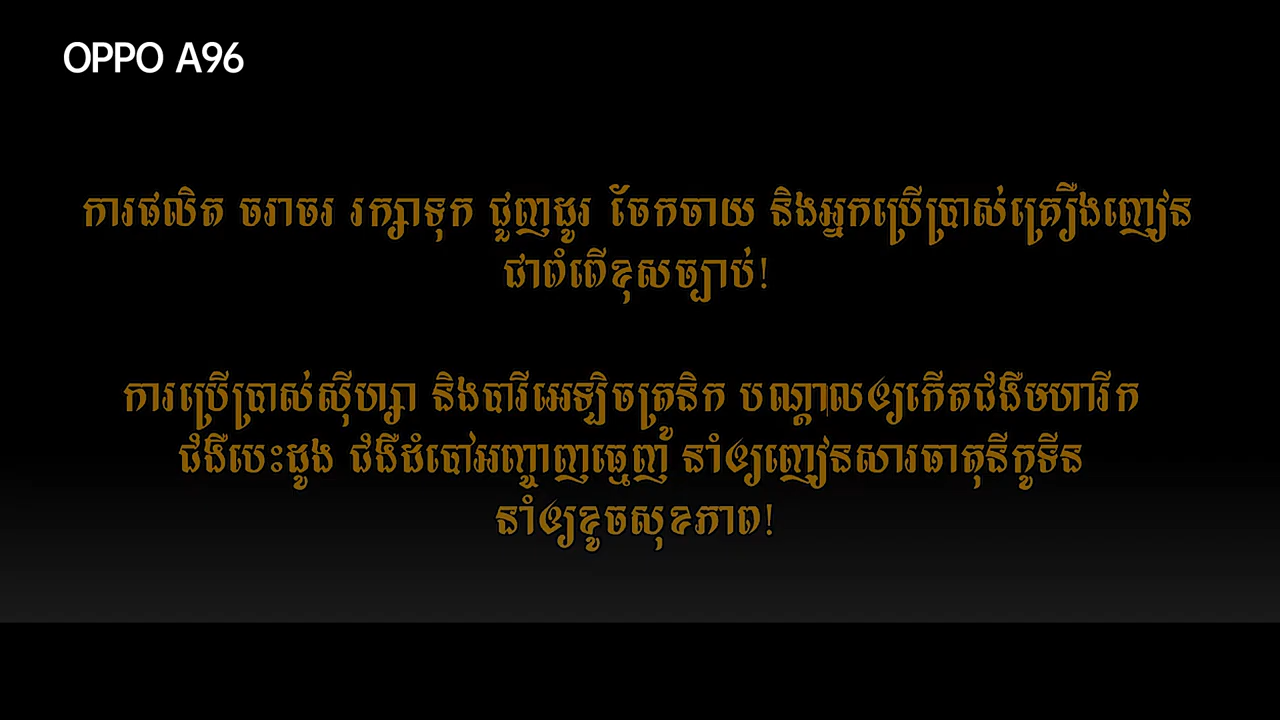 OPPO A96
ការផលិត ចរាចរ រក្សាទុក ជួញដូរ ចែកចាយ និងអ្នកប្រើប្រាស់គ្រឿងញៀន
ជាពំពើខុសច្បាប់!
ការប្រើប្រាស់ស៊ីហ្សា និងបារីអេឡិចត្រូនិក បណ្តាលឲ្យកើតជំងឺមហារីក
ជំងឺបេះដូង ជំងឺដំបៅអញ្ចាញធ្មេញ នាំឲ្យញៀនសារធាតុនីកូទីន
នាំឲ្យខូចសុខភាព!